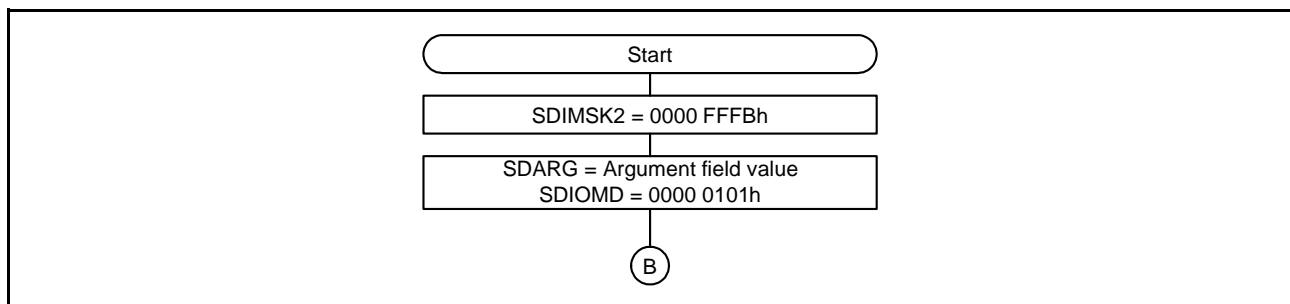 Start
SDIMSK2 = 0000 FFFBh
SDARG = Argument field value
SDIOMD = 0000 0101h
B